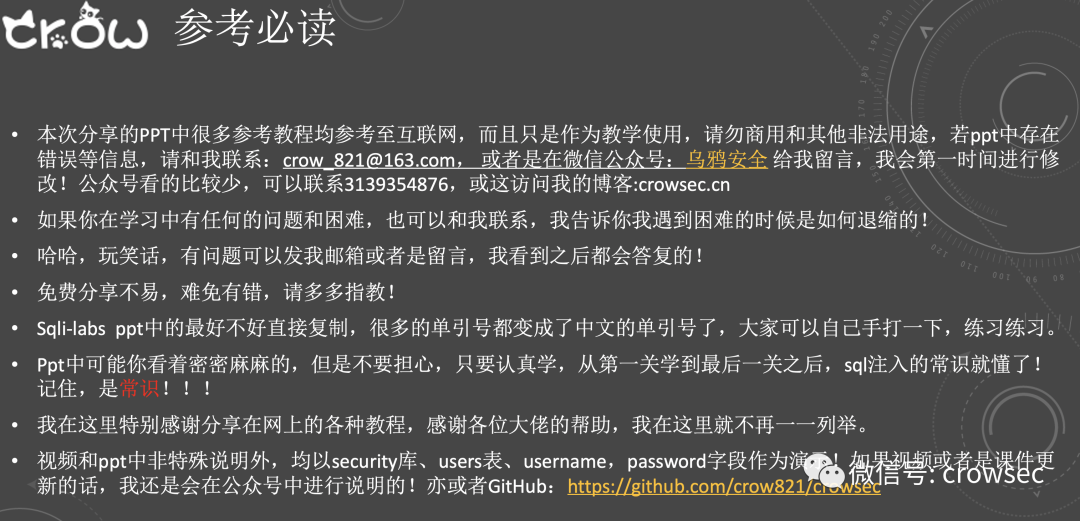 crow 参考必读
• 本次分享的PPT中很多参考教程均参考至互联网，而且只是作为教学使用，请勿商用和其他非法用途，若ppt中存在
错误等信息，请和我联系：crow_821@163.com， 或者是在微信公众号：乌鸦安全 给我留言，我会第一时间进行修
改！公众号看的比较少，可以联系3139354876，或这访问我的博客:crowsec.cn
• 如果你在学习中有任何的问题和困难，也可以和我联系，我告诉你我遇到困难的时候是如何退缩的！
• 哈哈，玩笑话，有问题可以发我邮箱或者是留言，我看到之后都会答复的！
• 免费分享不易，难免有错，请多多指教！
• Sqli-labs ppt中的最好不好直接复制，很多的单引号都变成了中文的单引号了，大家可以自己手打一下，练习练习。
• Ppt中可能你看着密密麻麻的，但是不要担心，只要认真学，从第一关学到最后一关之后，sql注入的常识就懂了！
记住，是常识！！！
• 我在这里特别感谢分享在网上的各种教程，感谢各位大佬的帮助，我在这里就不再一一列举。
• 视频和ppt中非特殊说明外，均以security库、users表、username，password字段作为演！如果视频或者是课件更
新的话，我还是会在公众号中进行说明的！亦或者GitHub：https://github.com/crow821/crowsec
微信号: crowsec